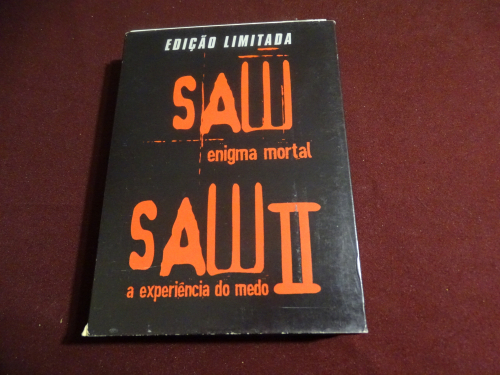 EDIÇÃO LIMITADA
SAW
enigma mortal
SAW II
a experiência do medo